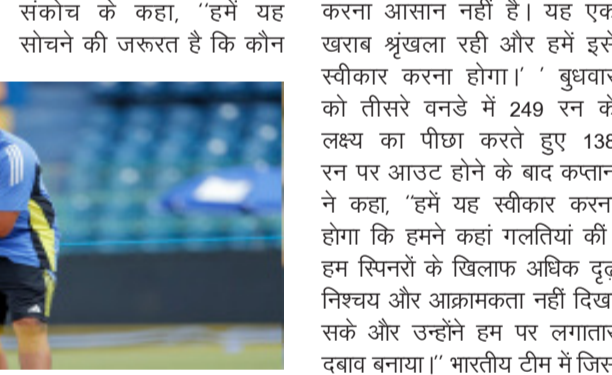 संकोच के कहा, ‘‘हमें यह
सोचने की जरूरत है कि कौन
करना आसान नहीं है। यह एक
खराब श्रृंखला रही और हमें इसे
स्वीकार करना होगा।’ ’ बुधवार
को तीसरे वनडे में 249 रन के
लक्ष्य का पीछा करते हुए 138
रन पर आउट होने के बाद कप्तान
ने कहा, ‘‘हमें यह स्वीकार करना
होगा कि हमने कहां गलतियां कीं
हम स्पिनरों के खिलाफ अधिक दृढ़
निश्चय और आक्रामकता नहीं दिखा
सके और उन्होंने हम पर लगातार
दबाव बनाया।’’ भारतीय टीम में जिस